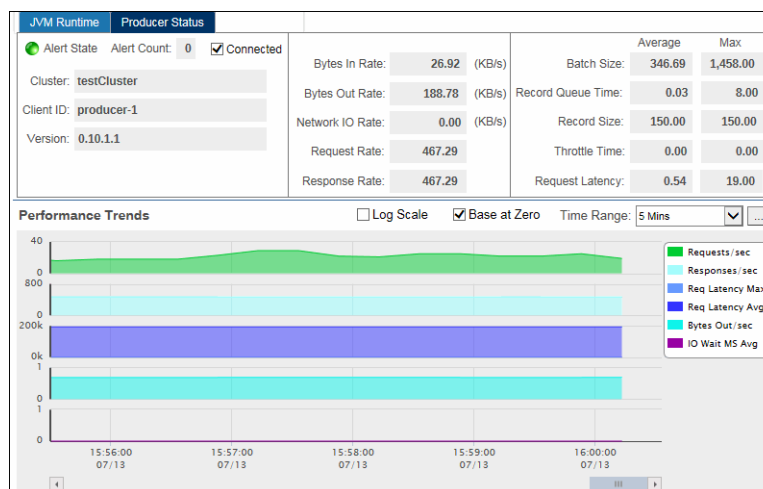 JVM Runtime Producer Status
Alert State Alert Count: 0 Connected
Cluster: testCluster
Client ID: producer-1
Version: 0.10.1.1
Bytes In Rate: 26.92 (KB/s)
Bytes Out Rate: 188.78 (KB/s)
Network IO Rate: 0.00 (KB/s)
Request Rate: 467.29
Response Rate: 467.29
Average Max
Batch Size: 346.69 1,458.00
Record Queue Time: 0.03 8.00
Record Size: 150.00 150.00
Throttle Time: 0.00 0.00
Request Latency: 0.54 19.00
Performance Trends Log Scale Base at Zero Time Range: 5 Mins ...
40
0
800
0
200k
0k
1
0
1
0
15:56:00 15:57:00 15:58:00 15:59:00 16:00:00
07/13 07/13 07/13 07/13 07/13
Requests/sec
Responses/sec
Req Latency Max
Req Latency Avg
Bytes Out/sec
IO Wait MS Avg